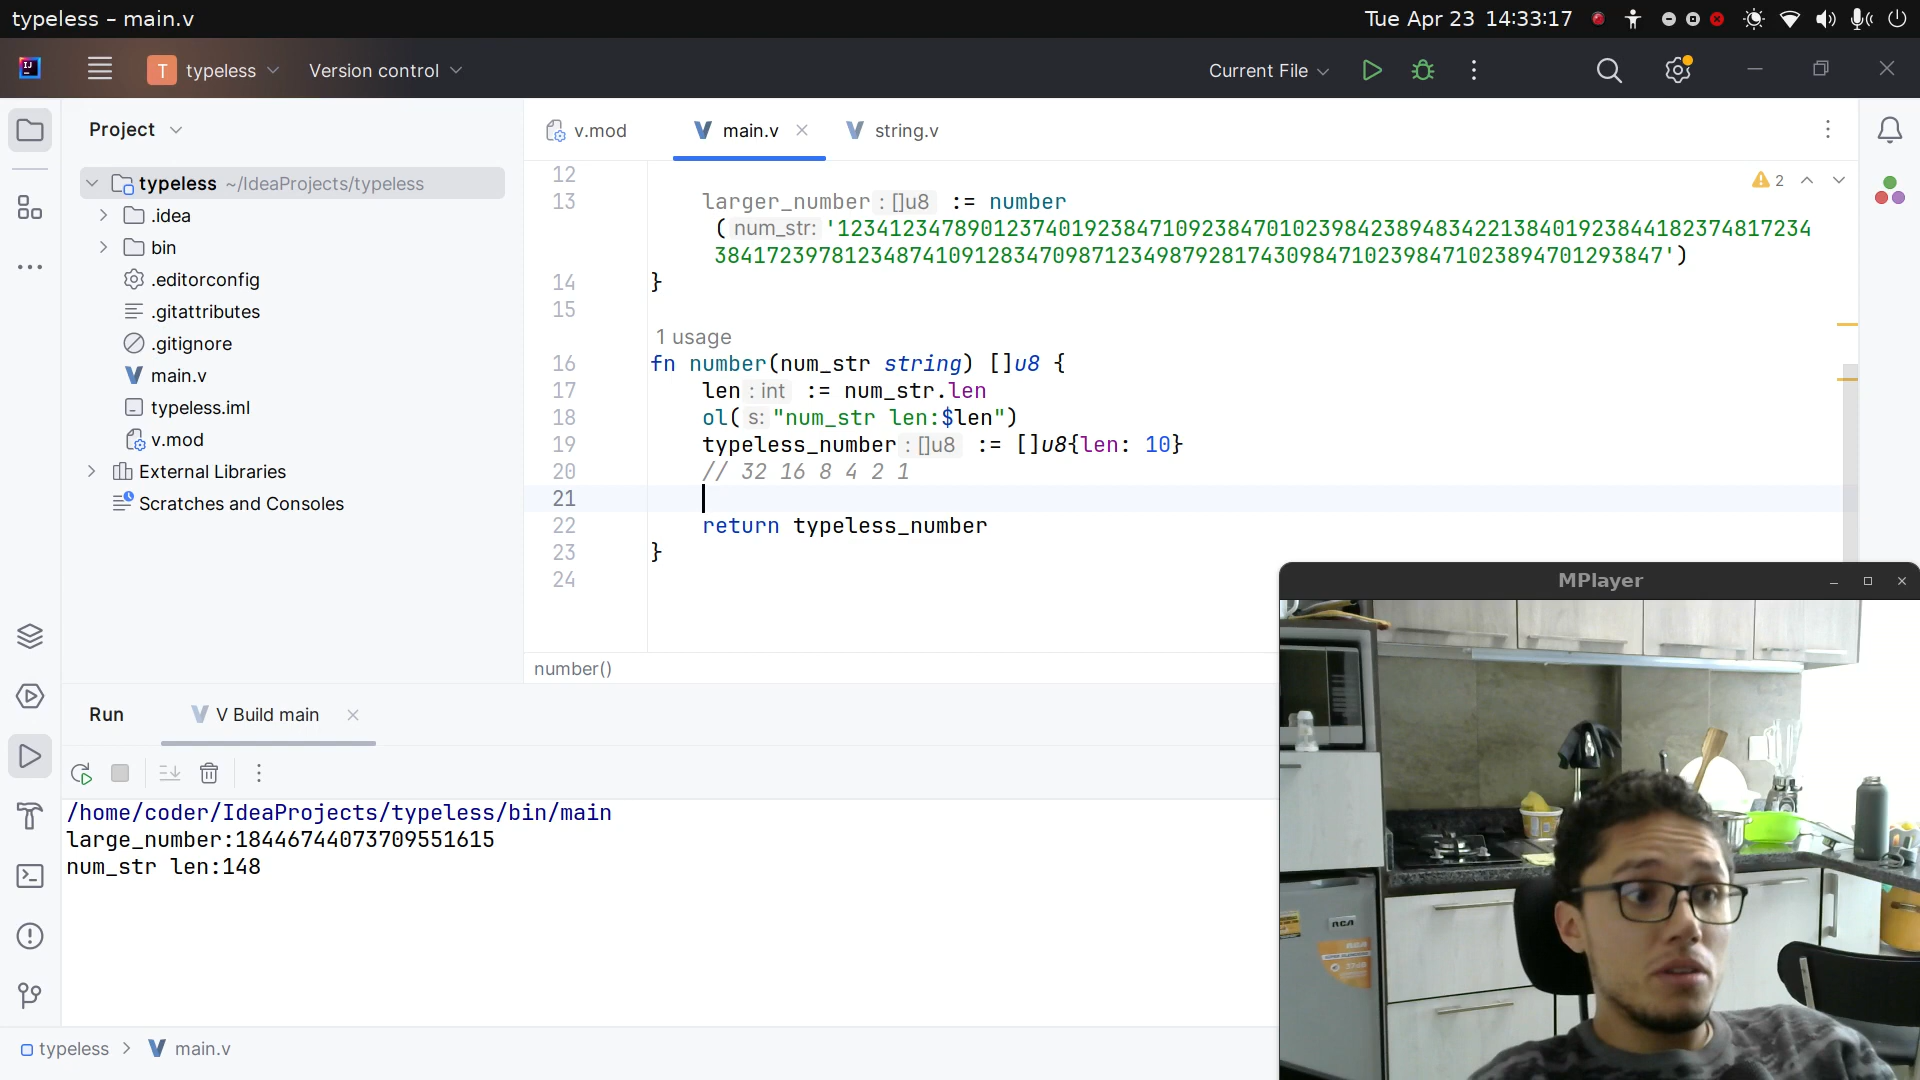 typeless – main.v
Tue Apr 23 14:33:17
T typeless
Version control
Current File
Project
typeless ~/IdeaProjects/typeless
.idea
bin
.editorconfig
.gitattributes
.gitignore
main.v
typeless.iml
v.mod
External Libraries
Scratches and Consoles
v.mod
main.v
string.v
2
12
13 larger_number : []u8 := number
( num_str: '12341234789012374019238471092384701023984238948342213840192384418237481​7234
3841723978123487410912834709871234987928174309847102398471023894701293847')
14 }
15
1 usage
16 fn number(num_str string) []u8 {
17 len : int := num_str.len
18 ol( s: "num_str len:$len")
19 typeless_number : []u8 := []u8{len: 10}
20 // 32 16 8 4 2 1
21
22 return typeless_number
23 }
24
number()
Run
V Build main
/home/coder/IdeaProjects/typeless/bin/main
large_number:18446744073709551615
num_str len:148
typeless
main.v
MPlayer
RCA